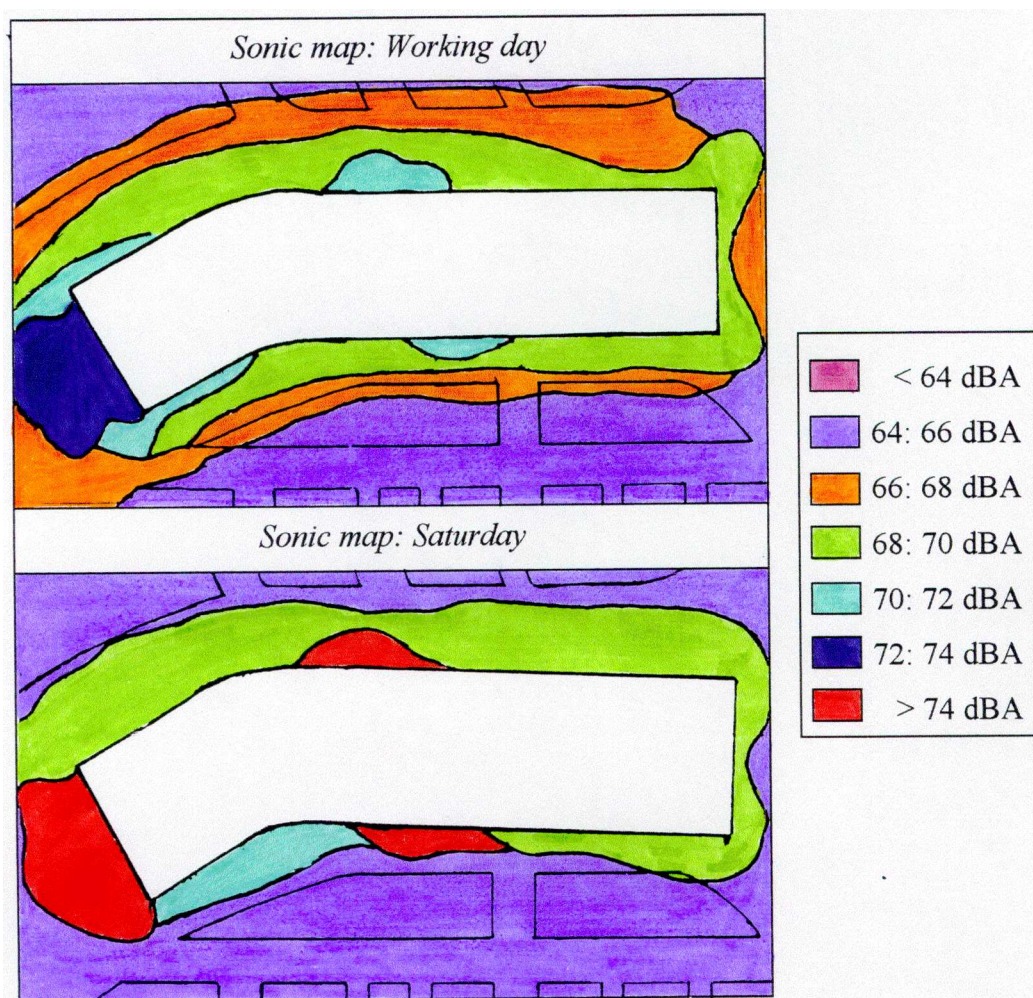 Sonic map: Working day
Sonic map: Saturday
< 64 dBA
64: 66 dBA
66: 68 dBA
68: 70 dBA
70: 72 dBA
72: 74 dBA
> 74 dBA